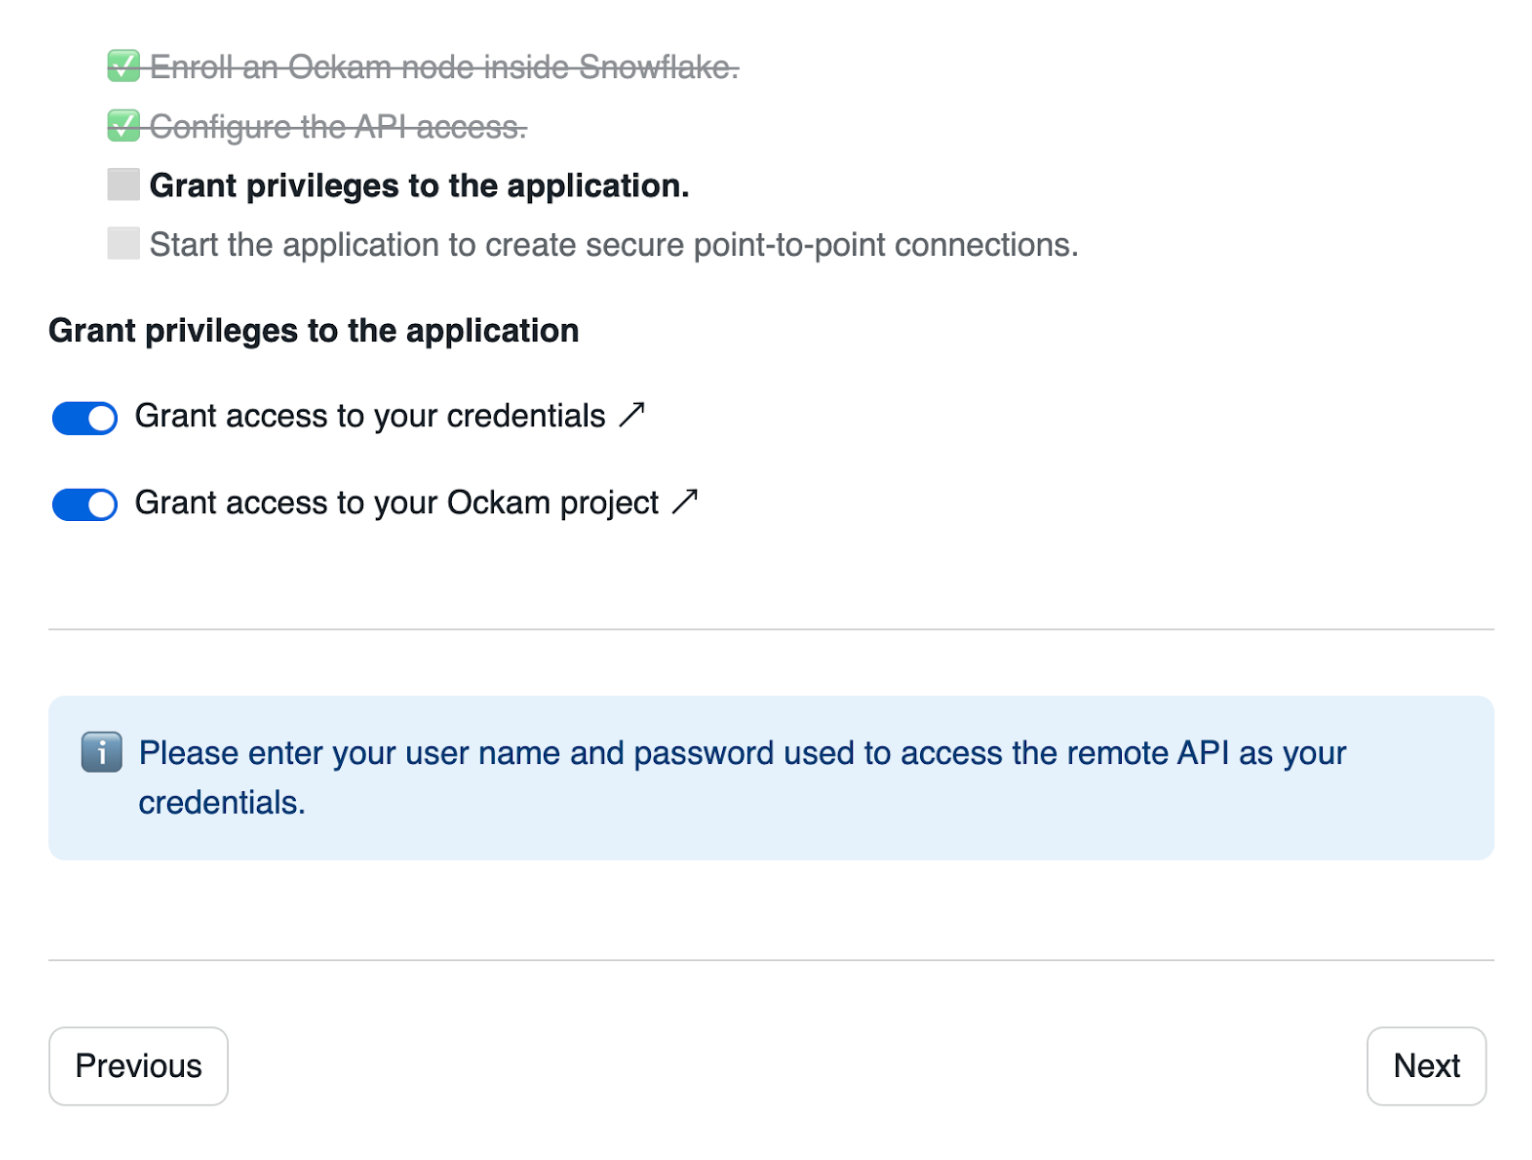 Enroll an Ockam node inside Snowflake.
Configure the API access.
Grant privileges to the application.
Start the application to create secure point-to-point connections.
Grant privileges to the application
Grant access to your credentials ↗
Grant access to your Ockam project ↗
Please enter your user name and password used to access the remote API as your
credentials.
Previous
Next